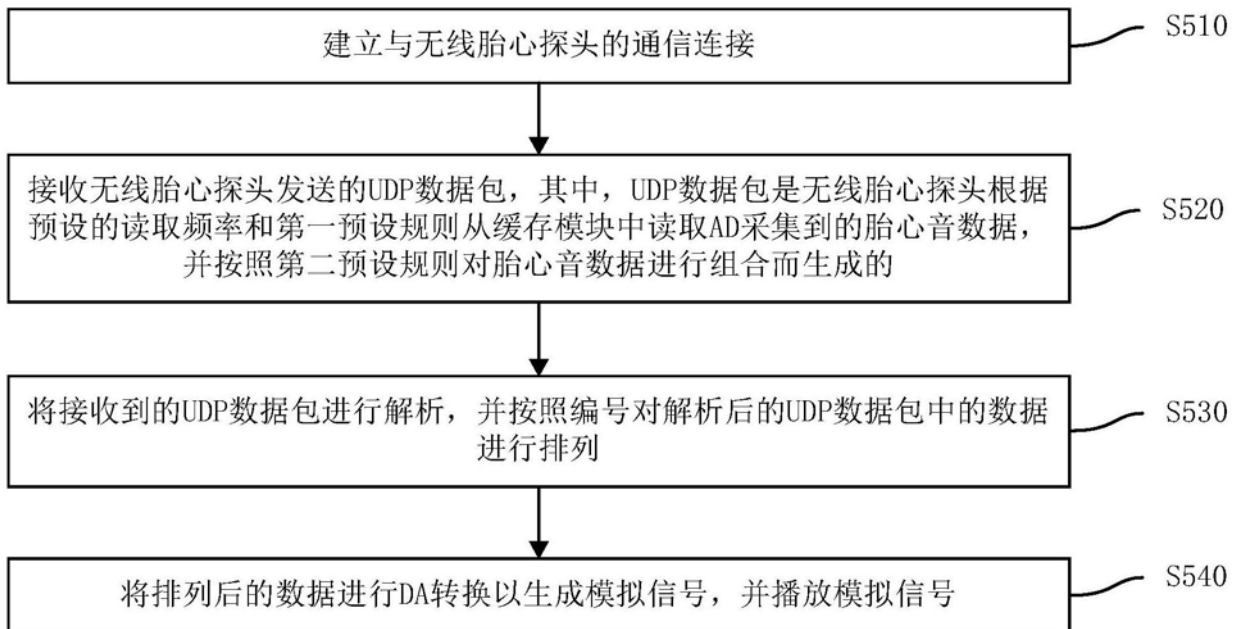 建立与无线胎心探头的通信连接
S510
接收无线胎心探头发送的UDP数据包，其中，UDP数据包是无线胎心探头根据
预设的读取频率和第一预设规则从缓存模块中读取AD采集到的胎心音数据，
并按照第二预设规则对胎心音数据进行组合而生成的
S520
将接收到的UDP数据包进行解析，并按照编号对解析后的UDP数据包中的数据
进行排列
S530
将排列后的数据进行DA转换以生成模拟信号，并播放模拟信号
S540